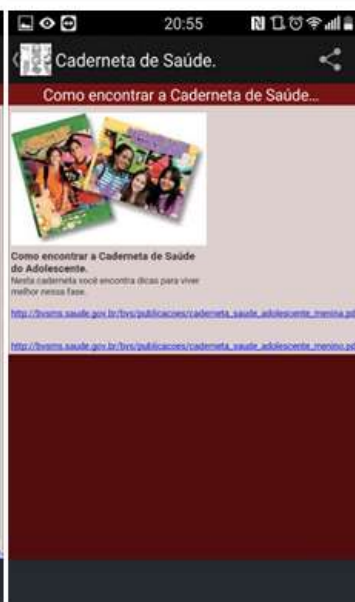 20:55
Caderneta de Saúde.
Como encontrar a Caderneta de Saúde...
Como encontrar a Caderneta de Saúde
do Adolescente.
Nesta caderneta você encontra dicas para viver
melhor nessa fase.
http://bvsms.saude.gov.br/bvs/publicacoes/caderneta_saude_adolescente_menina.pd
http://bvsms.saude.gov.br/bvs/publicacoes/caderneta_saude_adolescente_menino.pd